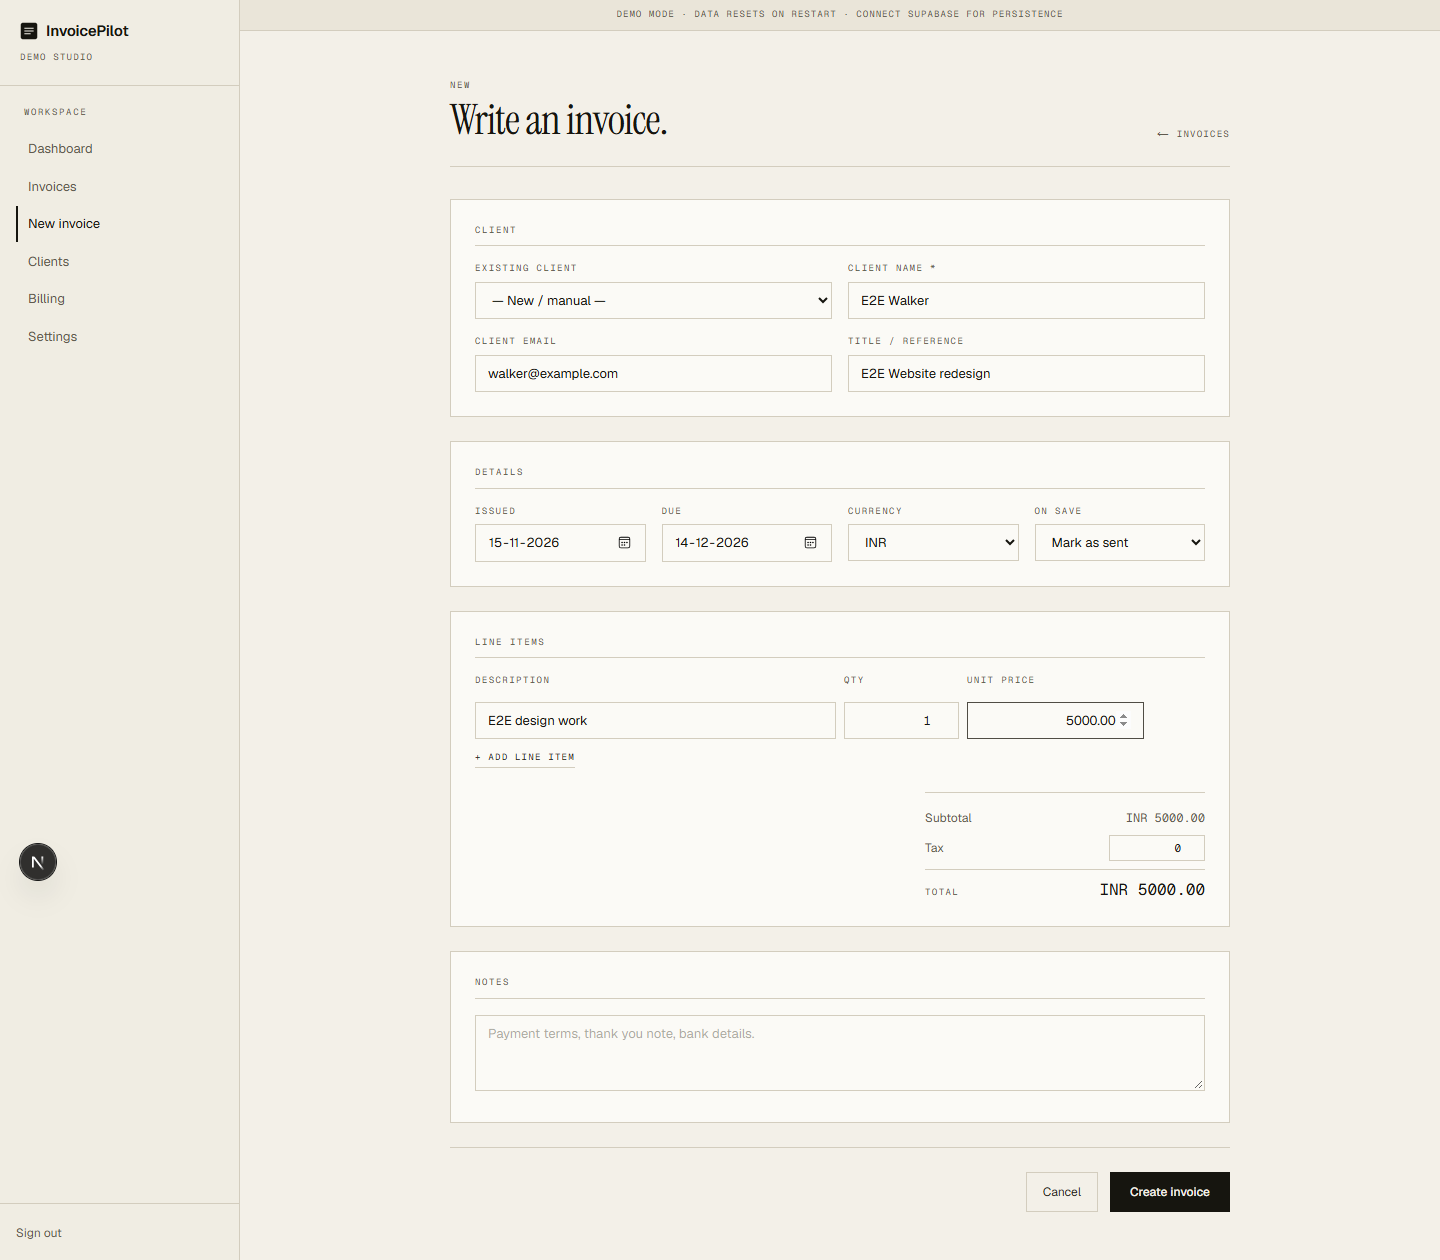 InvoicePilot
DEMO STUDIO
WORKSPACE
Dashboard
Invoices
New invoice
Clients
Billing
Settings
N
Sign out
DEMO MODE · DATA RESETS ON RESTART · CONNECT SUPABASE FOR PERSISTENCE
NEW
Write an invoice.
← INVOICES
CLIENT
EXISTING CLIENT
— New / manual —
CLIENT NAME *
E2E Walker
CLIENT EMAIL
walker@example.com
TITLE / REFERENCE
E2E Website redesign
DETAILS
ISSUED
15-11-2026
DUE
14-12-2026
CURRENCY
INR
ON SAVE
Mark as sent
LINE ITEMS
DESCRIPTION QTY UNIT PRICE
E2E design work 1 5000.00
+ ADD LINE ITEM
Subtotal INR 5000.00
Tax 0
TOTAL INR 5000.00
NOTES
Payment terms, thank you note, bank details.
Cancel
Create invoice